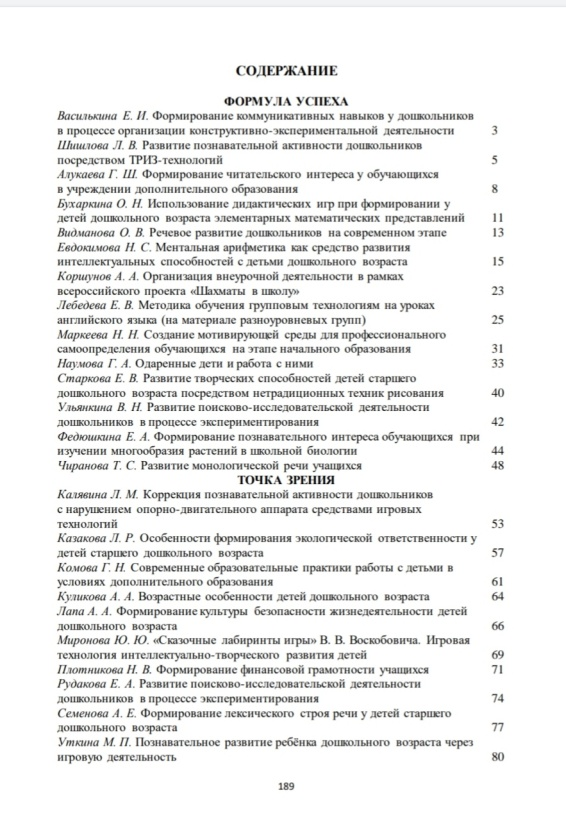 СОДЕРЖАНИЕ
ФОРМУЛА УСПЕХА
Василькина Е. И. Формирование коммуникативных навыков у дошкольников
в процессе организации конструктивно-экспериментальной деятельности 3
Шишлова Л. В. Развитие познавательной активности дошкольников
посредством ТРИЗ-технологий 5
Алукаева Г. Ш. Формирование читательского интереса у обучающихся
в учреждении дополнительного образования 8
Бухаркина О. Н. Использование дидактических игр при формировании у
детей дошкольного возраста элементарных математических представлений 11
Видманова О. В. Речевое развитие дошкольников на современном этапе 13
Евдокимова Н. С. Ментальная арифметика как средство развития
интеллектуальных способностей с детьми дошкольного возраста 15
Коршунов А. А. Организация внеурочной деятельности в рамках
всероссийского проекта «Шахматы в школу» 23
Лебедева Е. В. Методика обучения групповым технологиям на уроках
английского языка (на материале разноуровневых групп) 25
Маркеева Н. Н. Создание мотивирующей среды для профессионального
самоопределения обучающихся на этапе начального образования 31
Наумова Г. А. Одаренные дети и работа с ними 33
Старкова Е. В. Развитие творческих способностей детей старшего
дошкольного возраста посредством нетрадиционных техник рисования 40
Ульянкина В. Н. Развитие поисково-исследовательской деятельности
дошкольников в процессе экспериментирования 42
Федюшкина Е. А. Формирование познавательного интереса обучающихся при
изучении многообразия растений в школьной биологии 44
Чиранова Т. С. Развитие монологической речи учащихся 48
ТОЧКА ЗРЕНИЯ
Калявина Л. М. Коррекция познавательной активности дошкольников
с нарушением опорно-двигательного аппарата средствами игровых
технологий 53
Казакова Л. Р. Особенности формирования экологической ответственности у
детей старшего дошкольного возраста 57
Комова Г. Н. Современные образовательные практики работы с детьми в
условиях дополнительного образования 61
Куликова А. А. Возрастные особенности детей дошкольного возраста 64
Лапа А. А. Формирование культуры безопасности жизнедеятельности детей
дошкольного возраста 66
Миронова Ю. Ю. «Сказочные лабиринты игры» В. В. Воскобовича. Игровая
технология интеллектуально-творческого развития детей 69
Плотникова Н. В. Формирование финансовой грамотности учащихся 71
Рудакова Е. А. Развитие поисково-исследовательской деятельности
дошкольников в процессе экспериментирования 74
Семенова А. Е. Формирование лексического строя речи у детей старшего
дошкольного возраста 77
Уткина М. П. Познавательное развитие ребёнка дошкольного возраста через
игровую деятельность 80
189